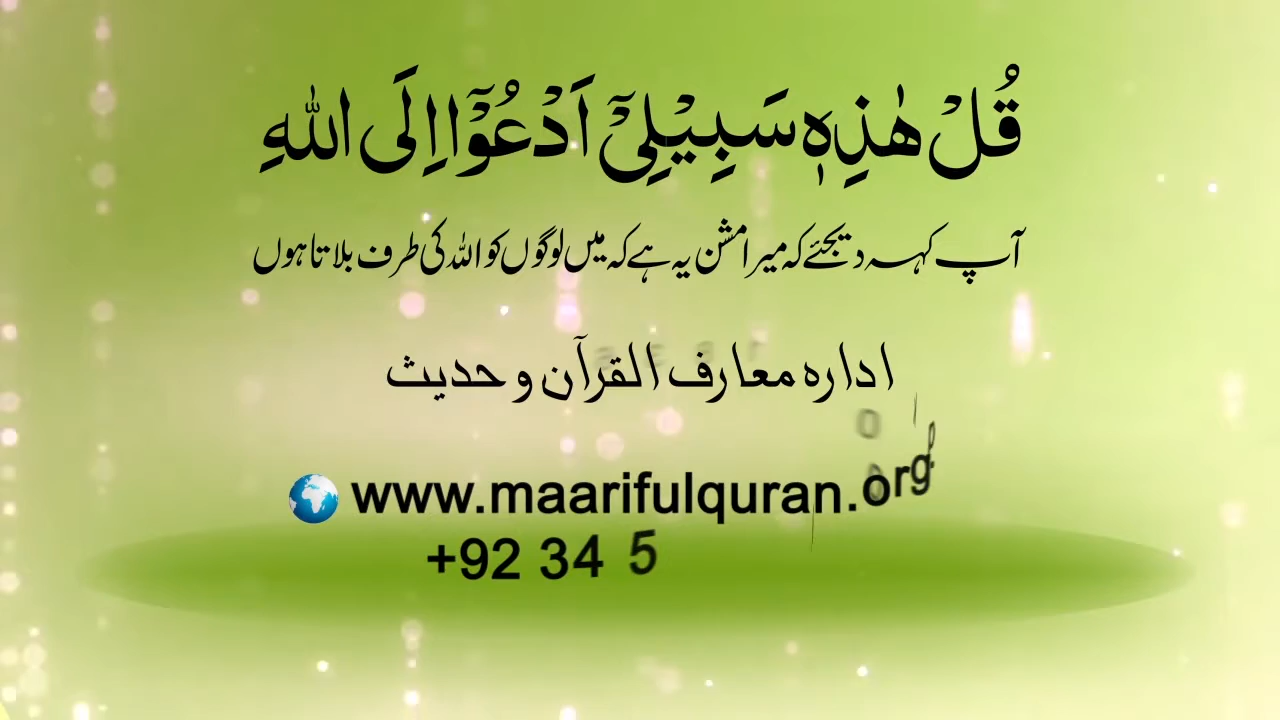 قُلْ هٰذِهٖ سَبِيْلِيْٓ اَدْعُوْٓا اِلَى اللهِ
آپ کہہ دیجئے کہ میرا مشن یہ ہے کہ میں لوگوں کو اللہ کی طرف بلاتا ہوں
ادارہ معارف القرآن و حدیث
www.maarifulquran.org
+92 34 5